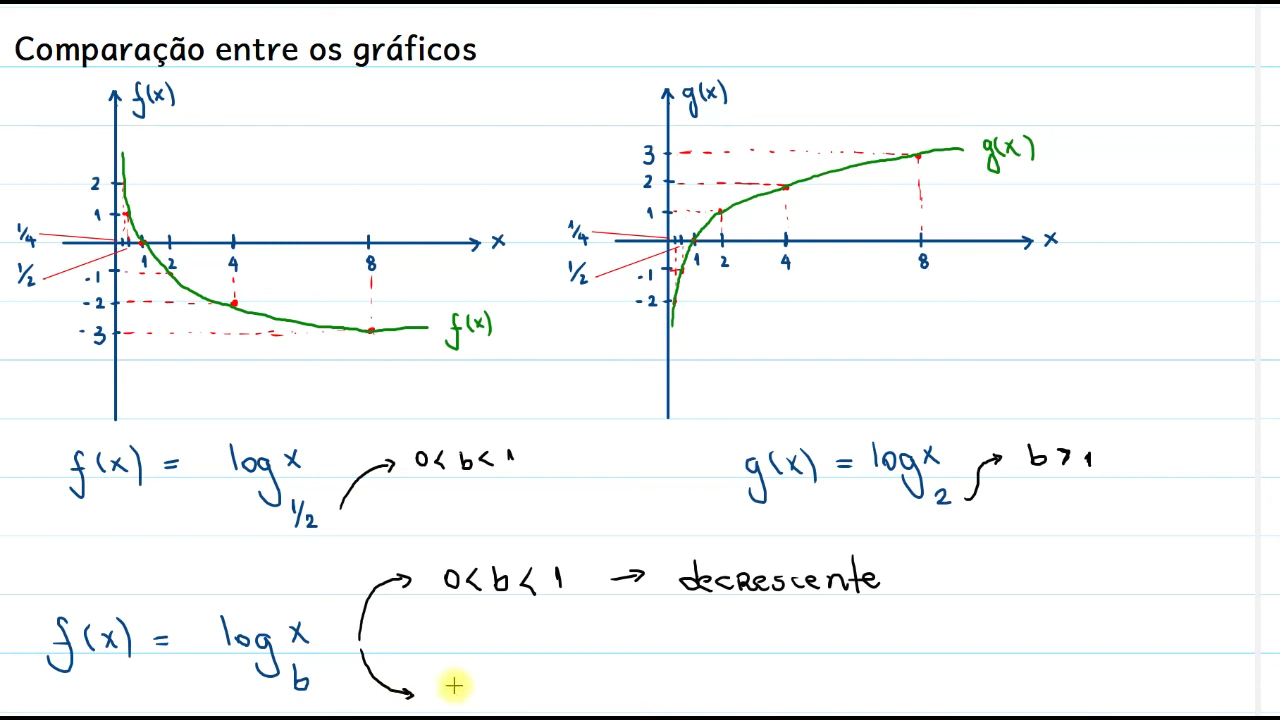 Comparação entre os gráficos
f(x)
2
1
1/4
1/2
1 2 4 8 x
-1
-2
-3
f(x)
g(x)
3
2
1
1/4
1/2
1 2 4 8 x
-1
-2
g(x)
f(x) = log x 1/2 → 0 < b < 1
g(x) = log x 2 → b > 1
0 < b < 1 → decrescente
f(x) = log x b